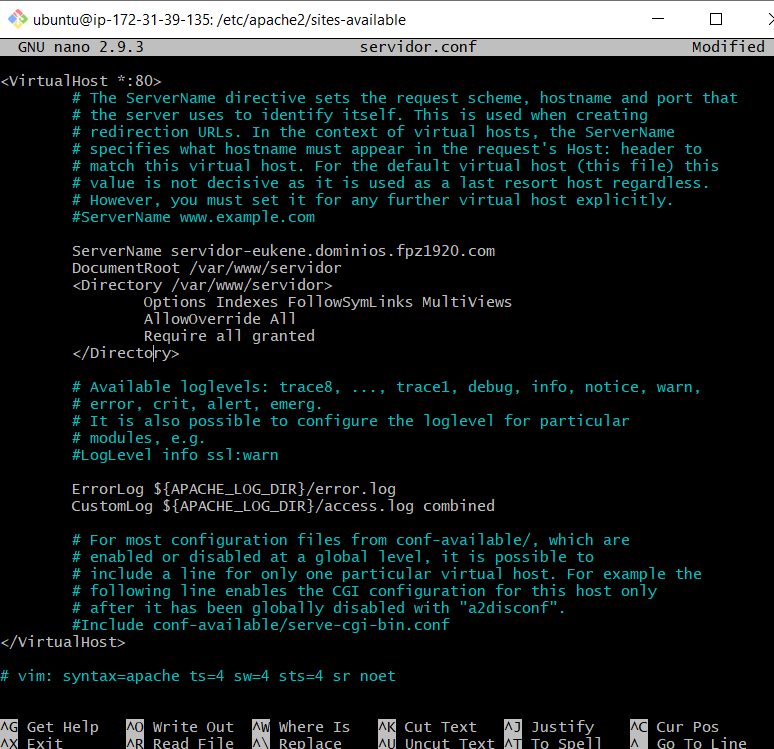 ubuntu@ip-172-31-39-135: /etc/apache2/sites-available
GNU nano 2.9.3 servidor.conf Modified
<VirtualHost *:80>
# The ServerName directive sets the request scheme, hostname and port that
# the server uses to identify itself. This is used when creating
# redirection URLs. In the context of virtual hosts, the ServerName
# specifies what hostname must appear in the request's Host: header to
# match this virtual host. For the default virtual host (this file) this
# value is not decisive as it is used as a last resort host regardless.
# However, you must set it for any further virtual host explicitly.
#ServerName www.example.com
ServerName servidor-eukene.dominios.fpz1920.com
DocumentRoot /var/www/servidor
<Directory /var/www/servidor>
Options Indexes FollowSymLinks MultiViews
AllowOverride All
Require all granted
</Directory>
# Available loglevels: trace8, ..., trace1, debug, info, notice, warn,
# error, crit, alert, emerg.
# It is also possible to configure the loglevel for particular
# modules, e.g.
#LogLevel info ssl:warn
ErrorLog ${APACHE_LOG_DIR}/error.log
CustomLog ${APACHE_LOG_DIR}/access.log combined
# For most configuration files from conf-available/, which are
# enabled or disabled at a global level, it is possible to
# include a line for only one particular virtual host. For example the
# following line enables the CGI configuration for this host only
# after it has been globally disabled with "a2disconf".
#Include conf-available/serve-cgi-bin.conf
</VirtualHost>
# vim: syntax=apache ts=4 sw=4 sts=4 sr noet
^G Get Help ^O Write Out ^W Where Is ^K Cut Text ^J Justify ^C Cur Pos
^X Exit ^R Read File ^\ Replace ^U Uncut Text ^T To Spell ^_ Go To Line